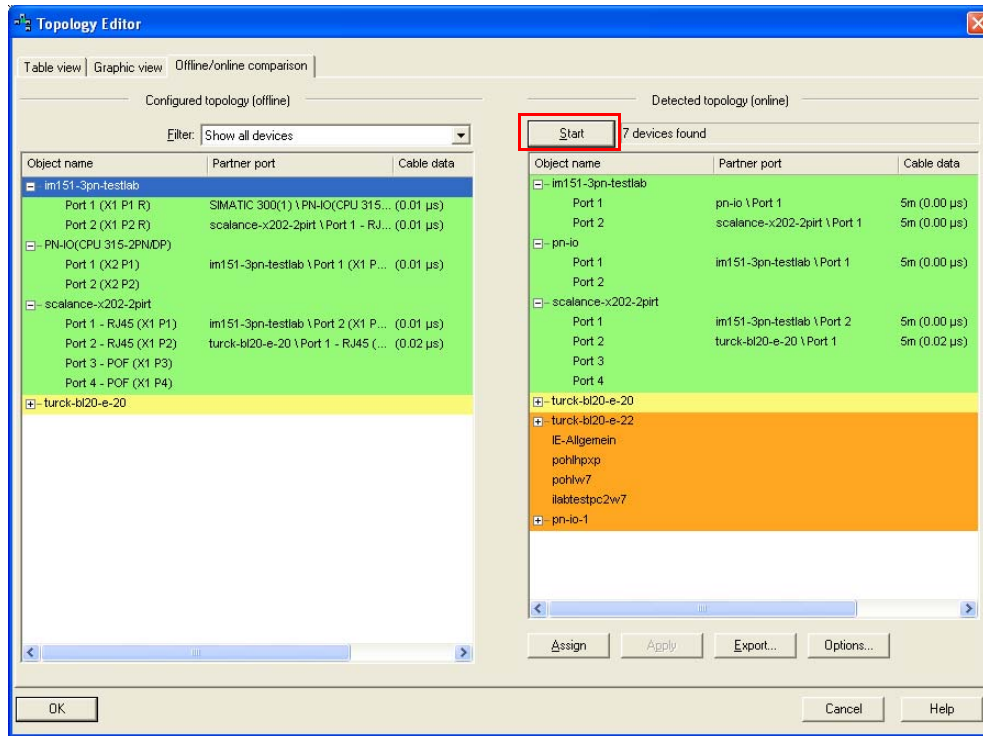 Topology Editor
Table view Graphic view Offline/online comparison
Configured topology (offline)
Filter: Show all devices
Object name Partner port Cable data
im151-3pn-testlab
Port 1 (X1 P1 R) SIMATIC 300(1) \ PN-IO(CPU 315... (0.01 µs)
Port 2 (X1 P2 R) scalance-x202-2pirt \ Port 1 - RJ... (0.01 µs)
PN-IO(CPU 315-2PN/DP)
Port 1 (X2 P1) im151-3pn-testlab \ Port 1 (X1 P... (0.01 µs)
Port 2 (X2 P2)
scalance-x202-2pirt
Port 1 - RJ45 (X1 P1) im151-3pn-testlab \ Port 2 (X1 P... (0.01 µs)
Port 2 - RJ45 (X1 P2) turck-bl20-e-20 \ Port 1 - RJ45 (... (0.02 µs)
Port 3 - POF (X1 P3)
Port 4 - POF (X1 P4)
turck-bl20-e-20
Detected topology (online)
Start 7 devices found
Object name Partner port Cable data
im151-3pn-testlab
Port 1 pn-io \ Port 1 5m (0.00 µs)
Port 2 scalance-x202-2pirt \ Port 1 5m (0.00 µs)
pn-io
Port 1 im151-3pn-testlab \ Port 1 5m (0.00 µs)
Port 2
scalance-x202-2pirt
Port 1 im151-3pn-testlab \ Port 2 5m (0.00 µs)
Port 2 turck-bl20-e-20 \ Port 1 5m (0.02 µs)
Port 3
Port 4
turck-bl20-e-20
turck-bl20-e-22
IE-Allgemein
pohlhpxp
pohlw7
ilabtestpc2w7
pn-io-1
Assign Apply Export... Options...
OK Cancel Help